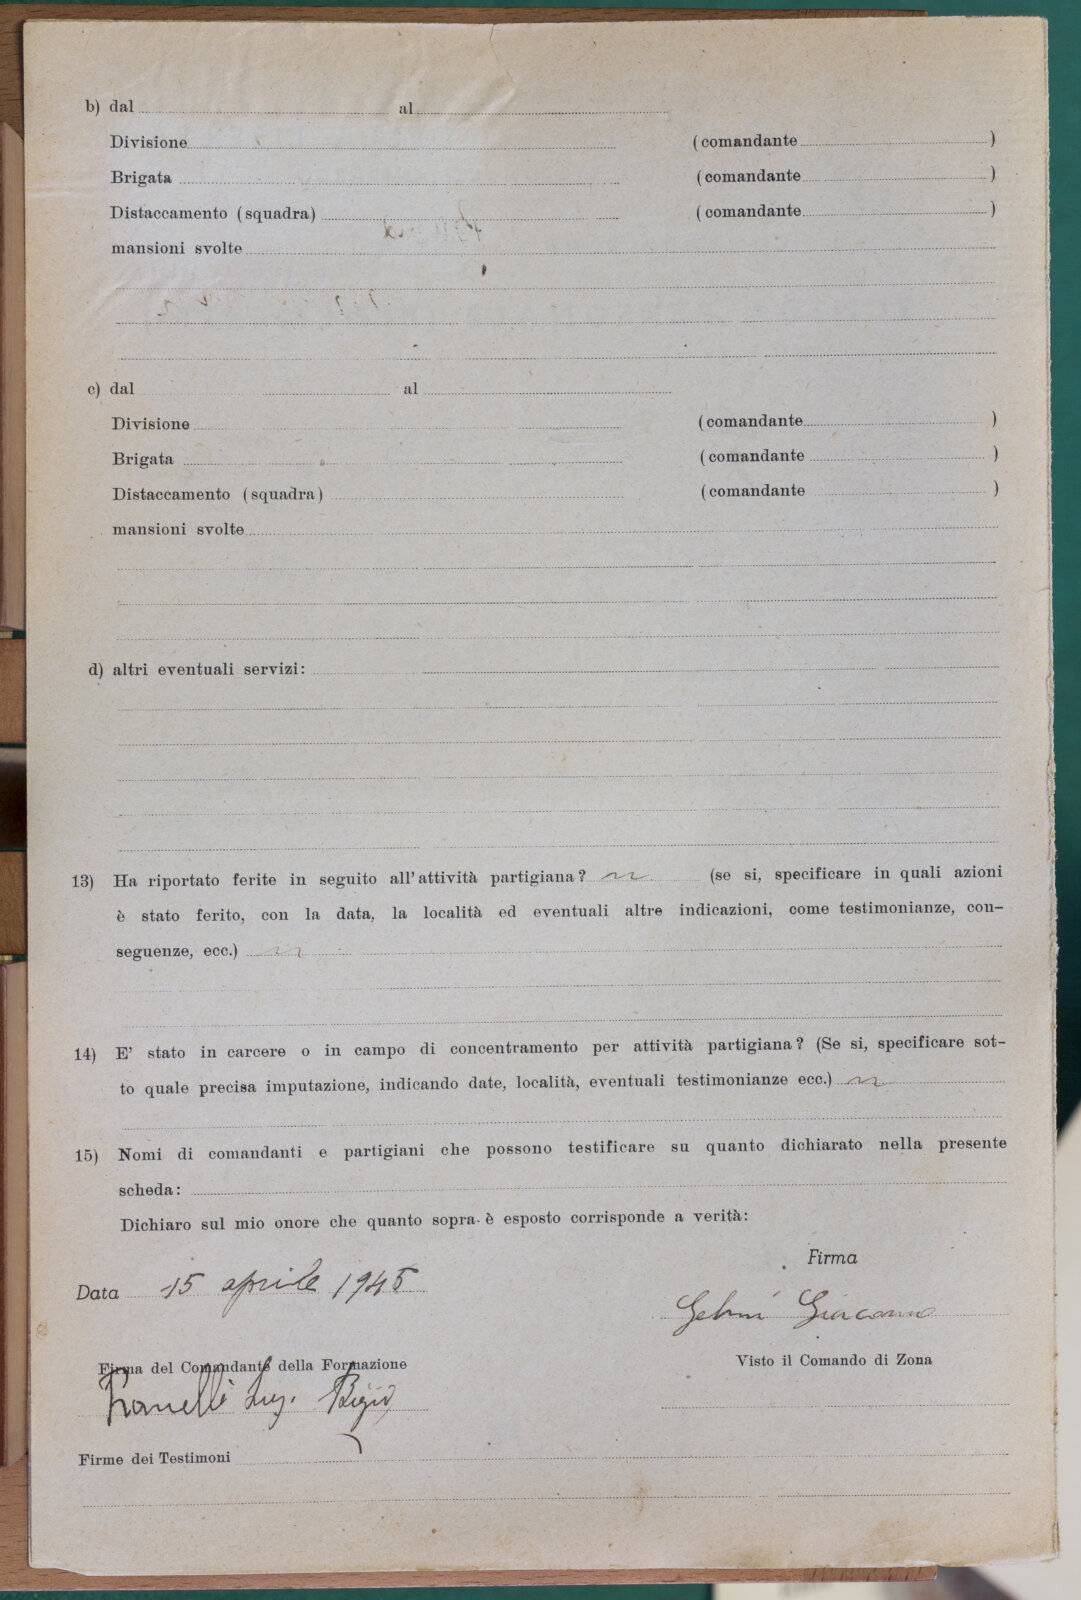 b) dal al
Divisione (comandante )
Brigata (comandante )
Distaccamento (squadra) (comandante )
mansioni svolte
c) dal al
Divisione (comandante )
Brigata (comandante )
Distaccamento (squadra) (comandante )
mansioni svolte
d) altri eventuali servizi:
13) Ha riportato ferite in seguito all'attività partigiana? (se si, specificare in quali azioni
è stato ferito, con la data, la località ed eventuali altre indicazioni, come testimonianze, con-
seguenze, ecc.)
14) E' stato in carcere o in campo di concentramento per attività partigiana? (Se si, specificare sot-
to quale precisa imputazione, indicando date, località, eventuali testimonianze ecc.)
15) Nomi di comandanti e partigiani che possono testificare su quanto dichiarato nella presente
scheda:
Dichiaro sul mio onore che quanto sopra è esposto corrisponde a verità:
Firma
Data 15 aprile 1945
Giacomo
Firma del Comandante della Formazione Visto il Comando di Zona
Firme dei Testimoni